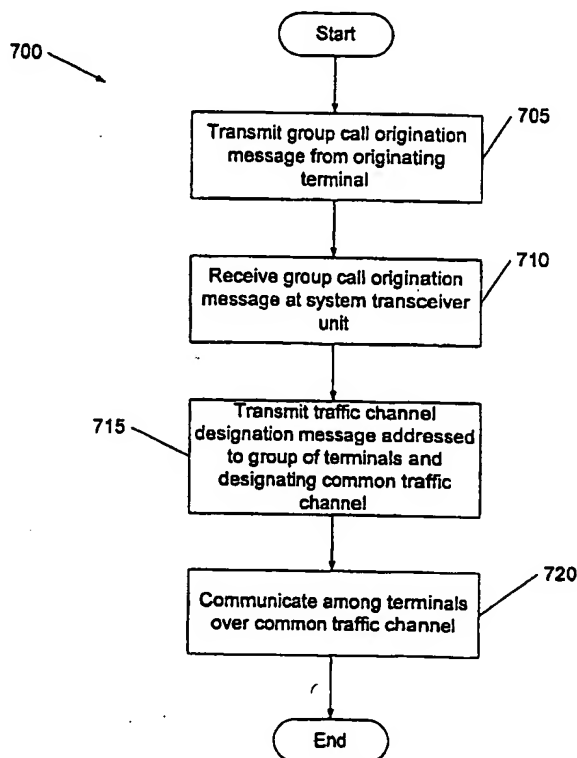 Start
700
705
Transmit group call origination
message from originating
terminal
710
Receive group call origination
message at system transceiver
unit
715
Transmit traffic channel
designation message addressed
to group of terminals and
designating common traffic
channel
720
Communicate among terminals
over common traffic channel
End